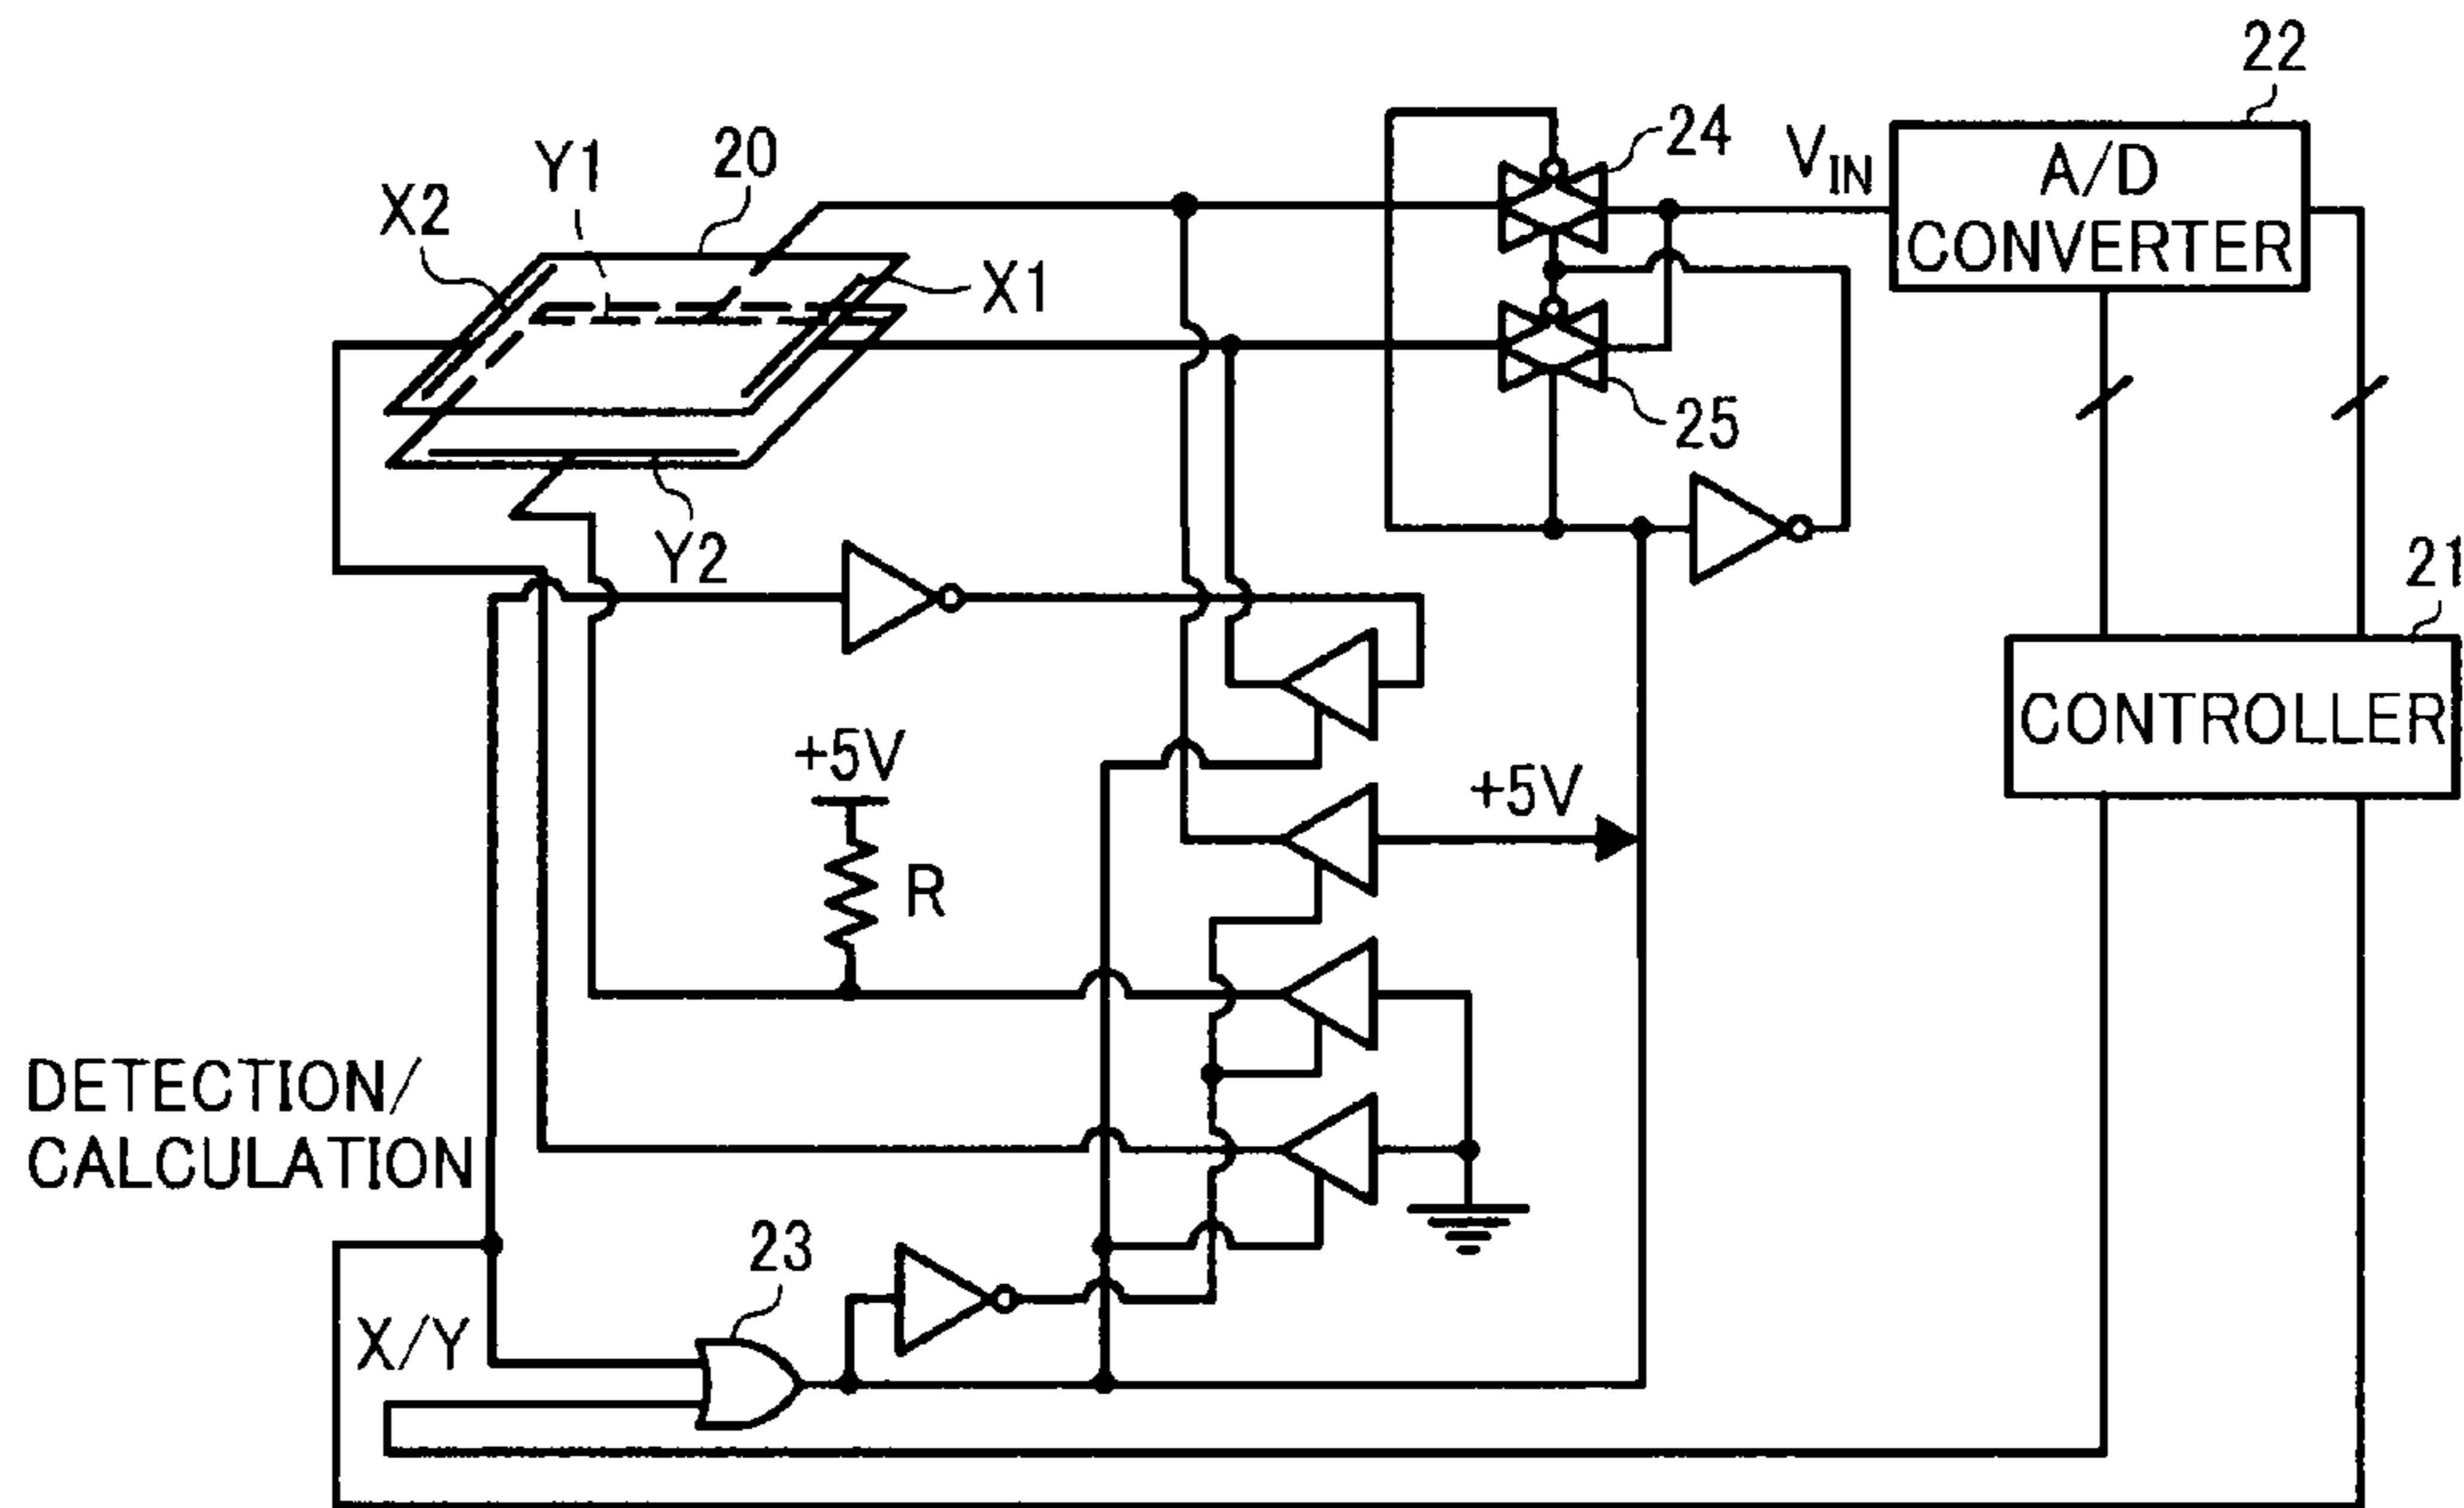 22
24
20
Y1
V_IN
A/D
CONVERTER
X2
X1
25
Y2
21
CONTROLLER
+5V
+5V
R
DETECTION/
CALCULATION
23
X/Y